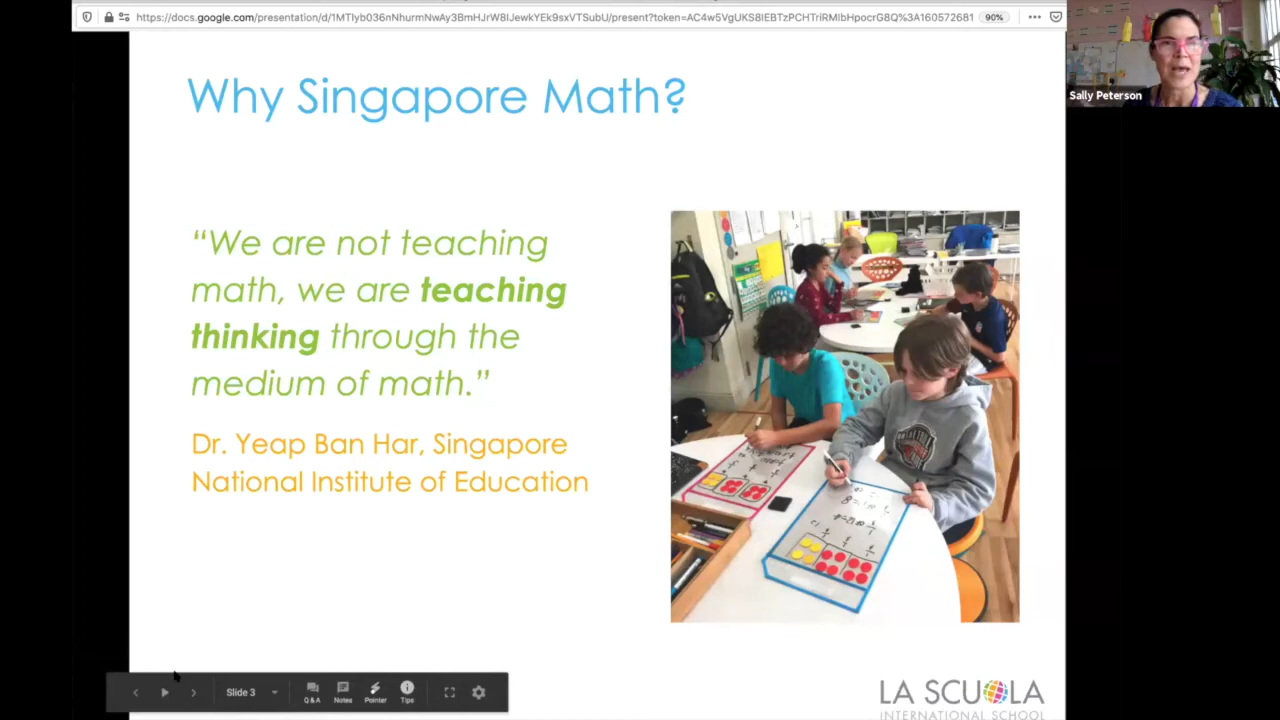 https://docs.google.com/presentation/d/1MTIyb036nNhurmNwAy3BmHJrW8IJewkYEk9sxVTSubU/present?token=AC4w5VgUKS8IEBTzPCHTriRMIbHpocrG8Q%3A160572681
90%
Sally Peterson
Why Singapore Math?
“We are not teaching
math, we are teaching
thinking through the
medium of math.”
Dr. Yeap Ban Har, Singapore
National Institute of Education
Slide 3
Q&A
Notes
Pointer
Tips
LA SCUOLA
INTERNATIONAL SCHOOL